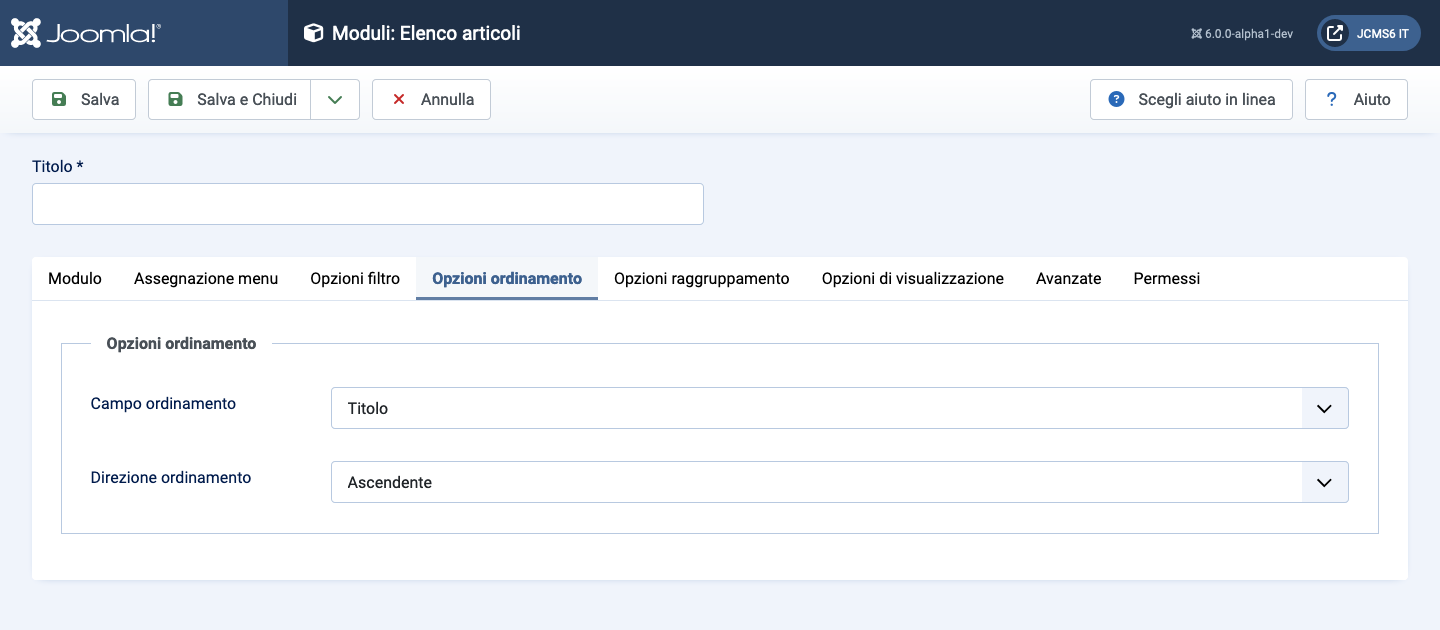 Joomla!® Moduli: Elenco articoli 6.0.0-alpha1-dev JCMS6 IT
Salva Salva e Chiudi Annulla Scegli aiuto in linea ? Aiuto
Titolo *
Modulo Assegnazione menu Opzioni filtro Opzioni ordinamento Opzioni raggruppamento Opzioni di visualizzazione Avanzate Permessi
Opzioni ordinamento
Campo ordinamento Titolo
Direzione ordinamento Ascendente